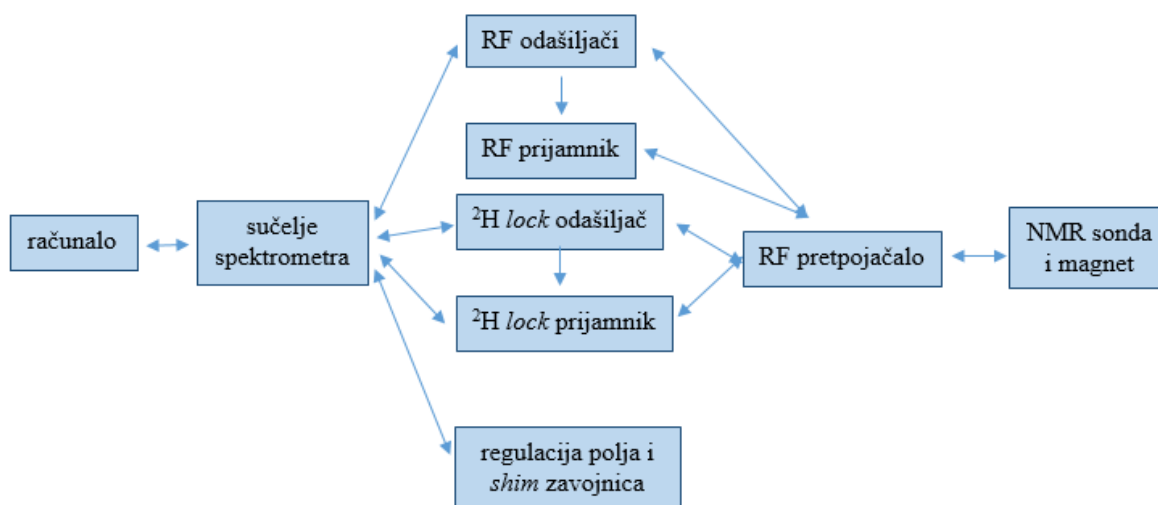 RF odašiljači
RF prijamnik
računalo
sučelje
spektrometra
²H lock odašiljač
RF pretpojačalo
NMR sonda
i magnet
²H lock prijamnik
regulacija polja i
shim zavojnica